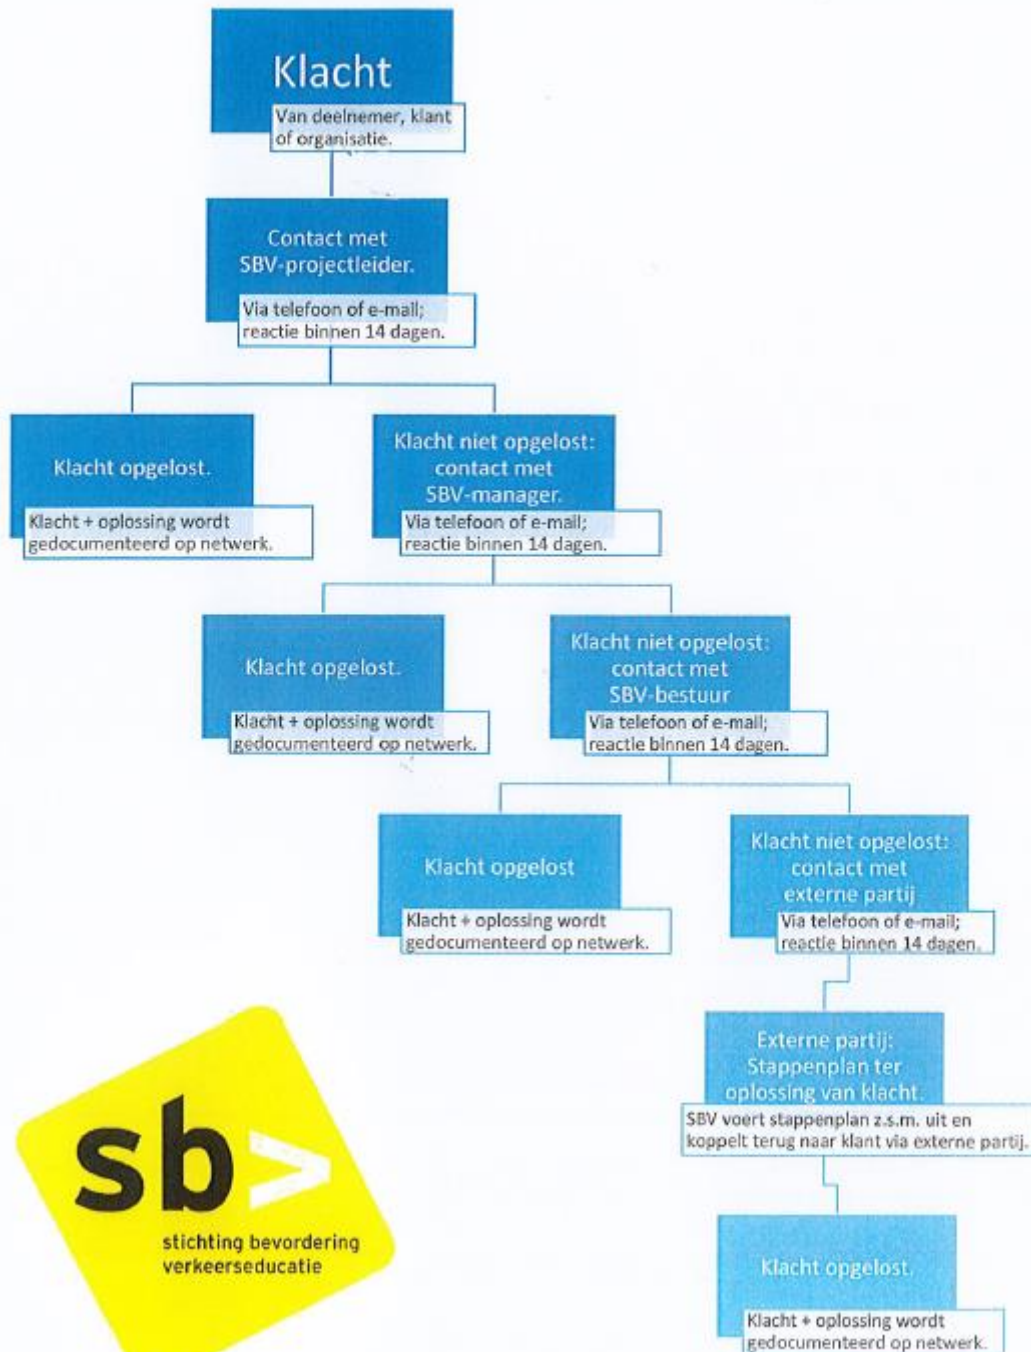 Klacht
Van deelnemer, klant
of organisatie.
Contact met
SBV-projectleider.
Via telefoon of e-mail;
reactie binnen 14 dagen.
Klacht opgelost.
Klacht + oplossing wordt
gedocumenteerd op netwerk.
Klacht niet opgelost:
contact met
SBV-manager.
Via telefoon of e-mail;
reactie binnen 14 dagen.
Klacht opgelost.
Klacht + oplossing wordt
gedocumenteerd op netwerk.
Klacht niet opgelost:
contact met
SBV-bestuur
Via telefoon of e-mail;
reactie binnen 14 dagen.
Klacht opgelost
Klacht + oplossing wordt
gedocumenteerd op netwerk.
Klacht niet opgelost:
contact met
externe partij
Via telefoon of e-mail;
reactie binnen 14 dagen.
Externe partij:
Stappenplan ter
oplossing van klacht.
SBV voert stappenplan z.s.m. uit en
koppelt terug naar klant via externe partij.
Klacht opgelost.
Klacht + oplossing wordt
gedocumenteerd op netwerk.
sbv
stichting bevordering
verkeerseducatie